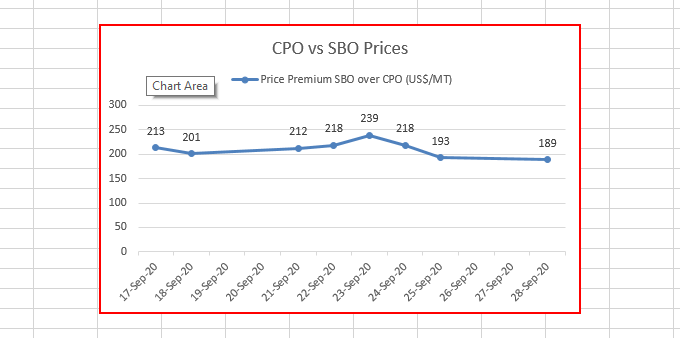 CPO vs SBO Prices
Chart Area
Price Premium SBO over CPO (US$/MT)
300
250
200
150
100
50
0
213
201
212
218
239
218
193
189
17-Sep-20
18-Sep-20
19-Sep-20
20-Sep-20
21-Sep-20
22-Sep-20
23-Sep-20
24-Sep-20
25-Sep-20
26-Sep-20
27-Sep-20
28-Sep-20